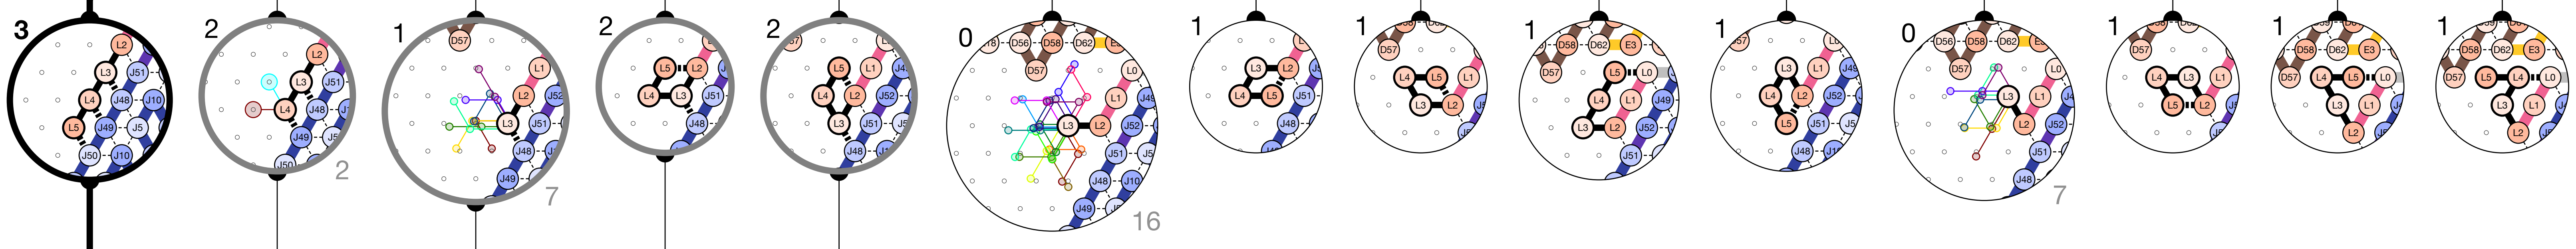 3
L2
L3 J51
L4 J48 J10
L5 J49 J5
J50 J10
2
L2
L3 J51
L4 J48
J49
J50
2
1
D57
L1
L2 J52
L3 J51
J48
J49
7
2
L5 L2
L4 L3 J51
J48
2
L5 L1
L4 L2
L3 J51
J48
0
D56 D58 D62
D57 L0
L1 J49
L3 L2 J52
J51
J48 J10
J49
16
1
L3 L2
L4 L5
J48
1
D57
L4 L5 L1
L3 L2
1
D58 D62 E3
D57 L5 L0
L4 L1 J49
L3 L2 J52
J51
1
L3 L1 J49
L4 L2 J52
L5 J51
J48
0
D56 D58 D62
D57 L0
L3 L1
L2 J52
J51
J48
7
1
D57
L4 L3 L1
L5 L2
1
D58 D62 E3
D57 L4 L5 L0
L3 L1
L2
1
D58 D62 E3
D57 L5 L4 L0
L3 L1
L2